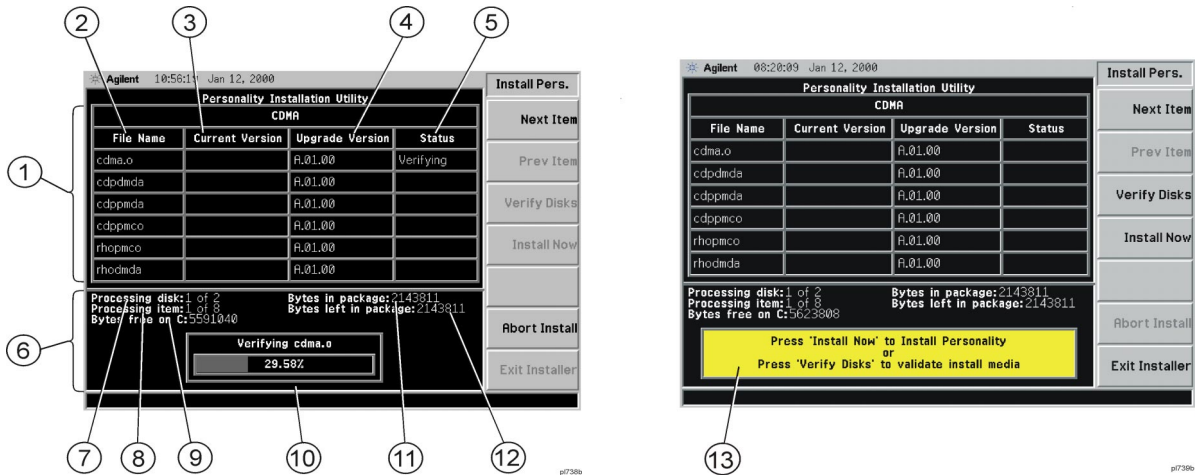 2
3
4
5
Agilent 10:56:19 Jan 12, 2000
Install Pers.
Personality Installation Utility
CDMA
File Name Current Version Upgrade Version Status
cdma.o A.01.00 Verifying
cdpdmda A.01.00
cdppmda A.01.00
cdppmco A.01.00
rhopmco A.01.00
rhodmda A.01.00
Next Item
Prev Item
Verify Disks
Install Now
Abort Install
Exit Installer
1
Processing disk:1 of 2 Bytes in package:2143811
Processing item:1 of 8 Bytes left in package:2143811
Bytes free on C:5591040
Verifying cdma.o
29.58%
6
7
8
9
10
11
12
pl738b
Agilent 08:20:09 Jan 12, 2000
Install Pers.
Personality Installation Utility
CDMA
File Name Current Version Upgrade Version Status
cdma.o A.01.00
cdpdmda A.01.00
cdppmda A.01.00
cdppmco A.01.00
rhopmco A.01.00
rhodmda A.01.00
Next Item
Prev Item
Verify Disks
Install Now
Abort Install
Exit Installer
Processing disk:1 of 2 Bytes in package:2143811
Processing item:1 of 8 Bytes left in package:2143811
Bytes free on C:5623808
Press 'Install Now' to Install Personality
or
Press 'Verify Disks' to validate install media
13
pl739b